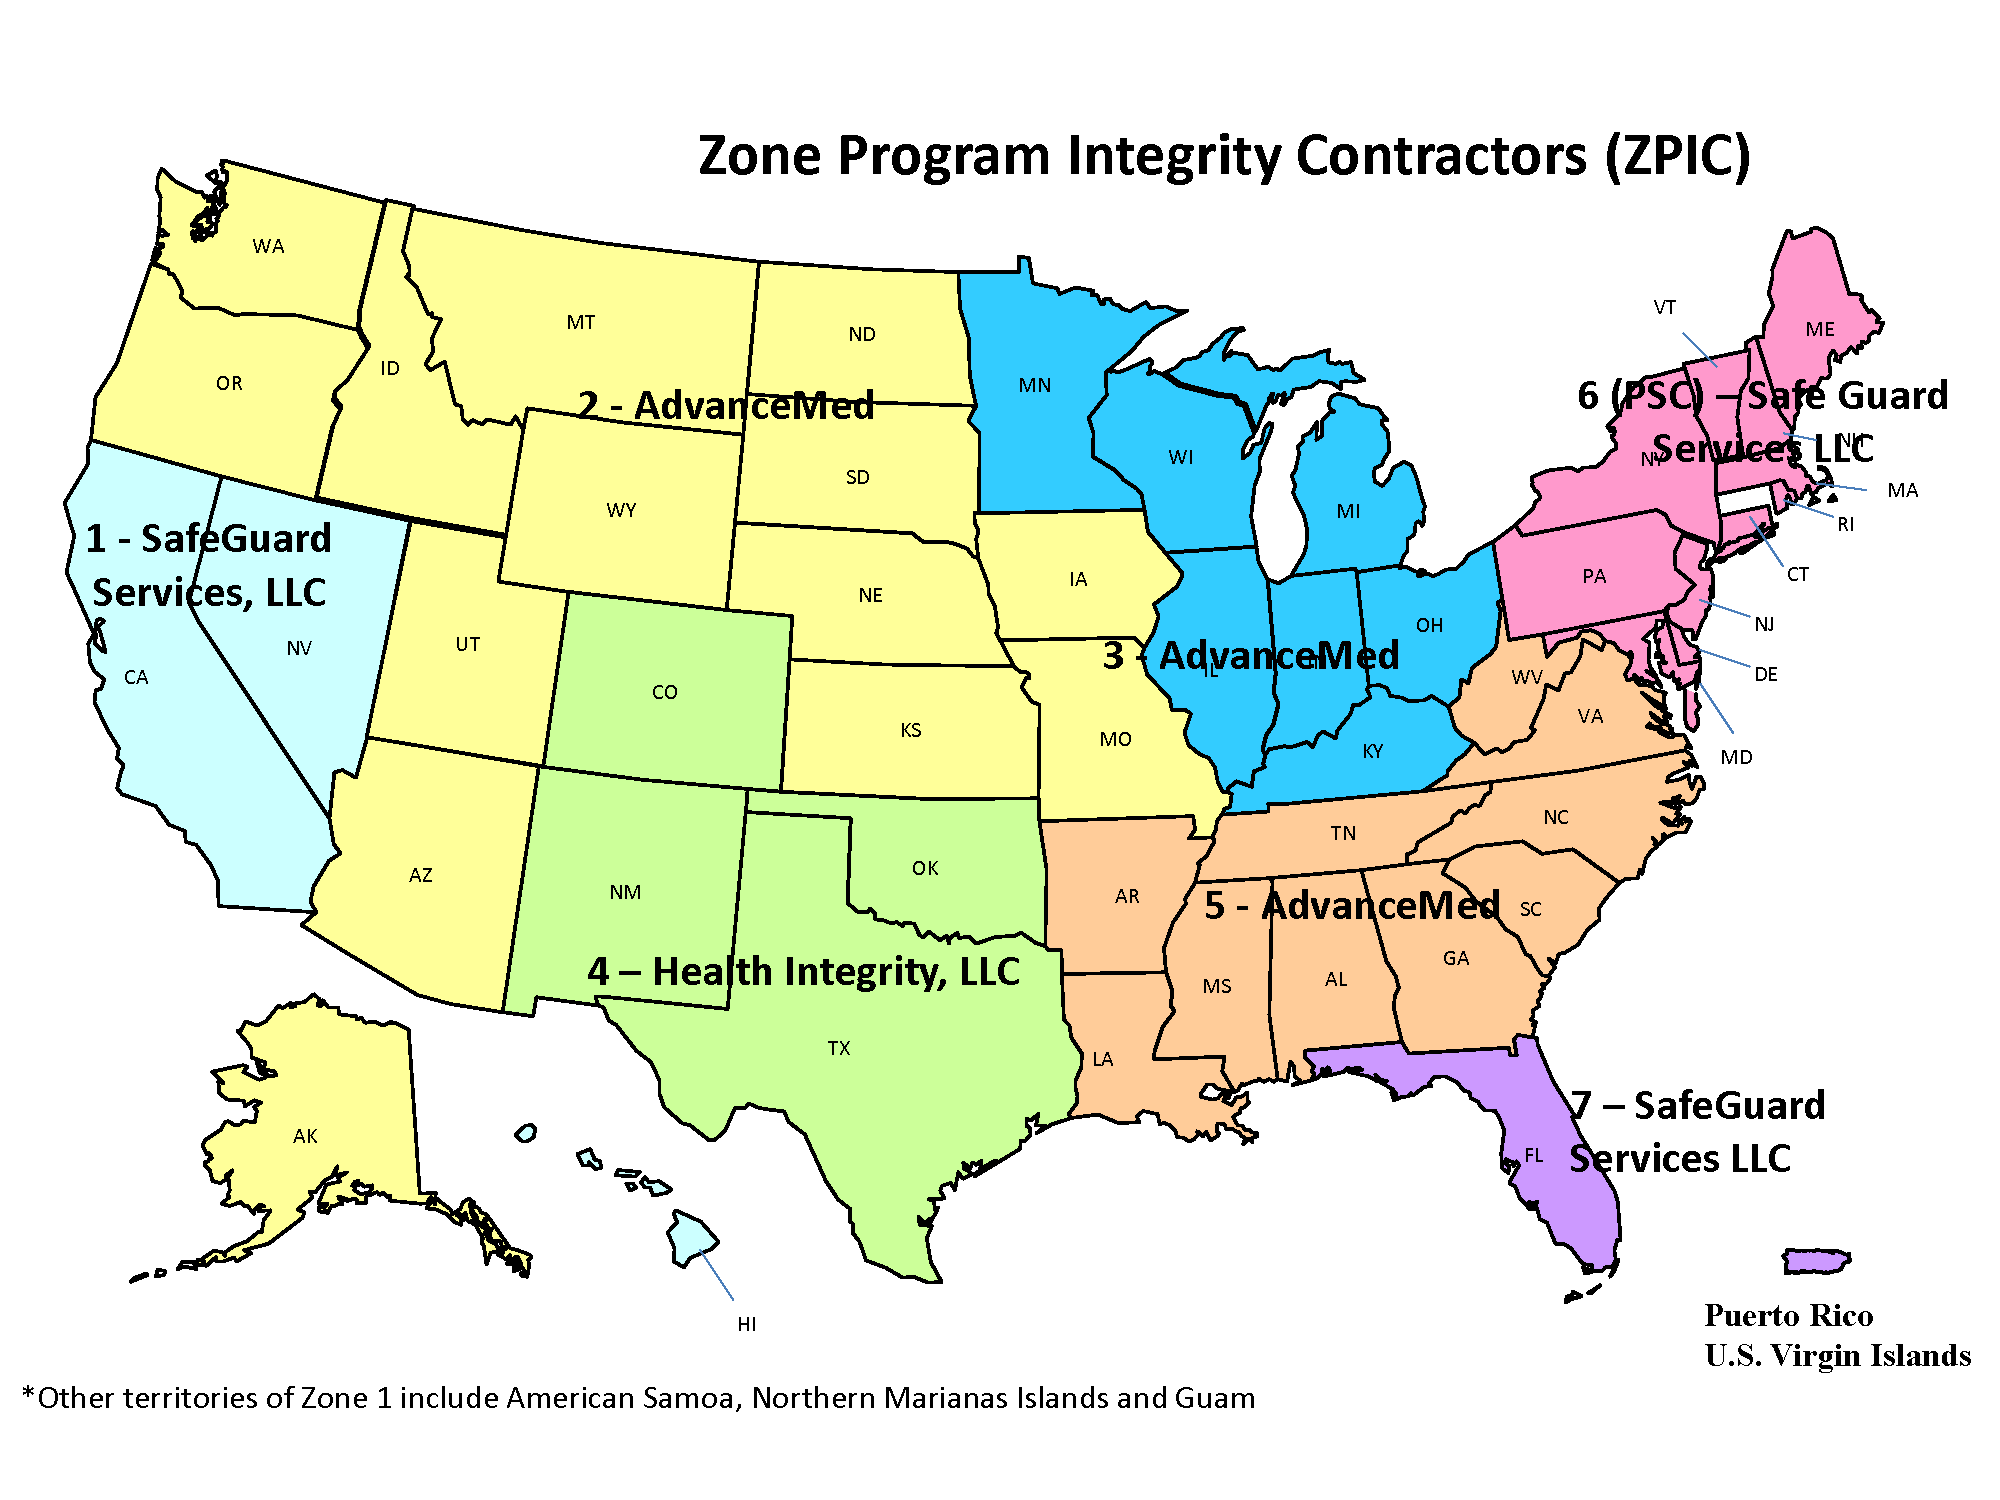 Zone Program Integrity Contractors (ZPIC)
WA
MT
ND
MN
VT
ME
OR
ID
2 - AdvanceMed
6 (PSC) – Safe Guard
Services LLC
NH
NY
WI
SD
WY
MI
MA
RI
1 - SafeGuard
Services, LLC
IA
PA
CT
NE
OH
NJ
UT
NV
CA
3 - AdvanceMed
IL
WV
DE
CO
KS
MO
VA
KY
MD
TN
NC
OK
AZ
NM
AR
5 - AdvanceMed
SC
4 – Health Integrity, LLC
GA
MS
AL
TX
LA
7 – SafeGuard
Services LLC
FL
AK
HI
Puerto Rico
U.S. Virgin Islands
*Other territories of Zone 1 include American Samoa, Northern Marianas Islands and Guam